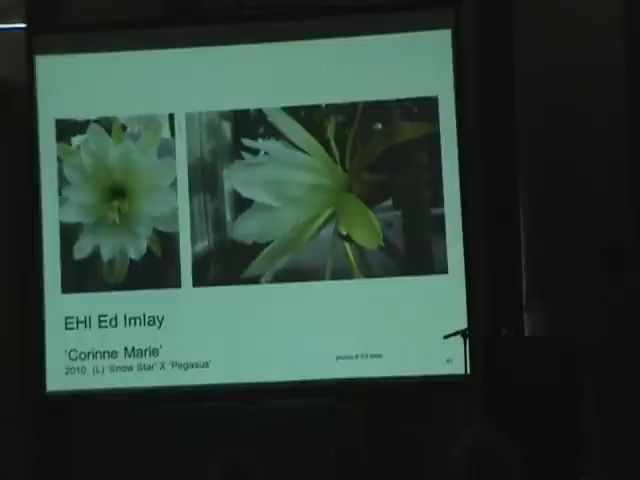 EHI Ed Imlay
'Corinne Marie'
2010. (L) 'Snow Star' X 'Pegasus'